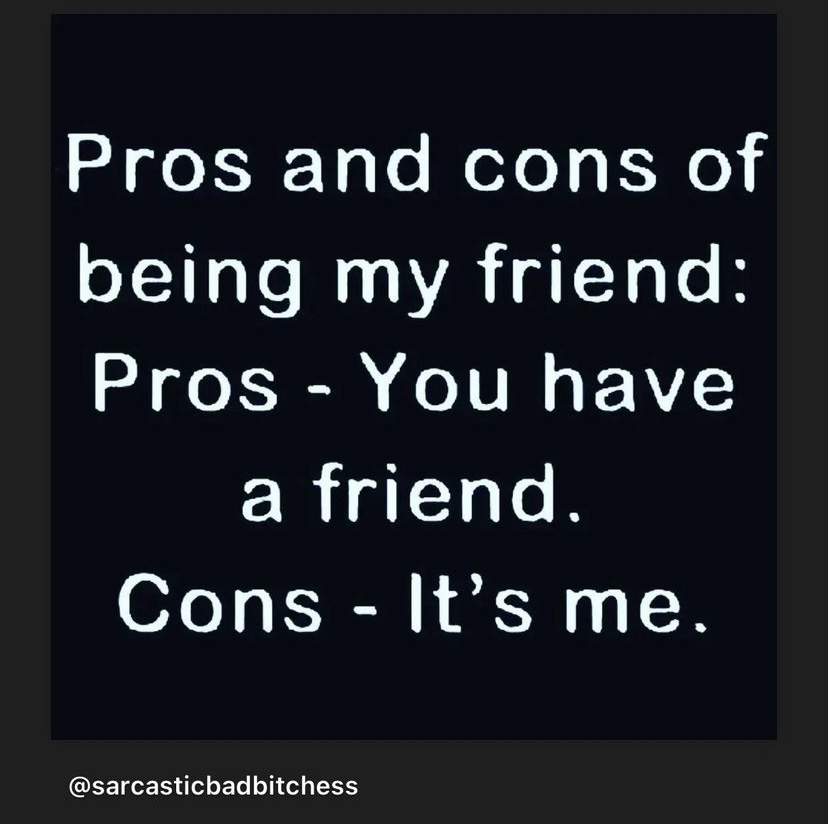 Pros and cons of
being my friend:
Pros - You have
a friend.
Cons - It’s me.
@sarcasticbadbitchess